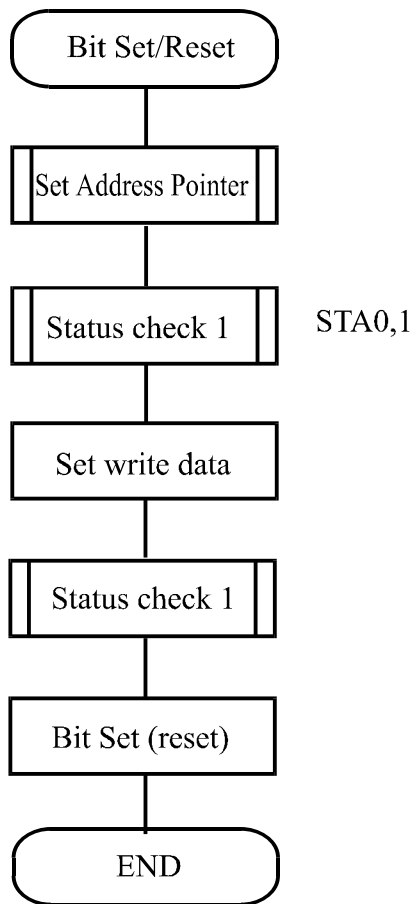 Bit Set/Reset
Set Address Pointer
Status check 1
STA0,1
Set write data
Status check 1
Bit Set (reset)
END